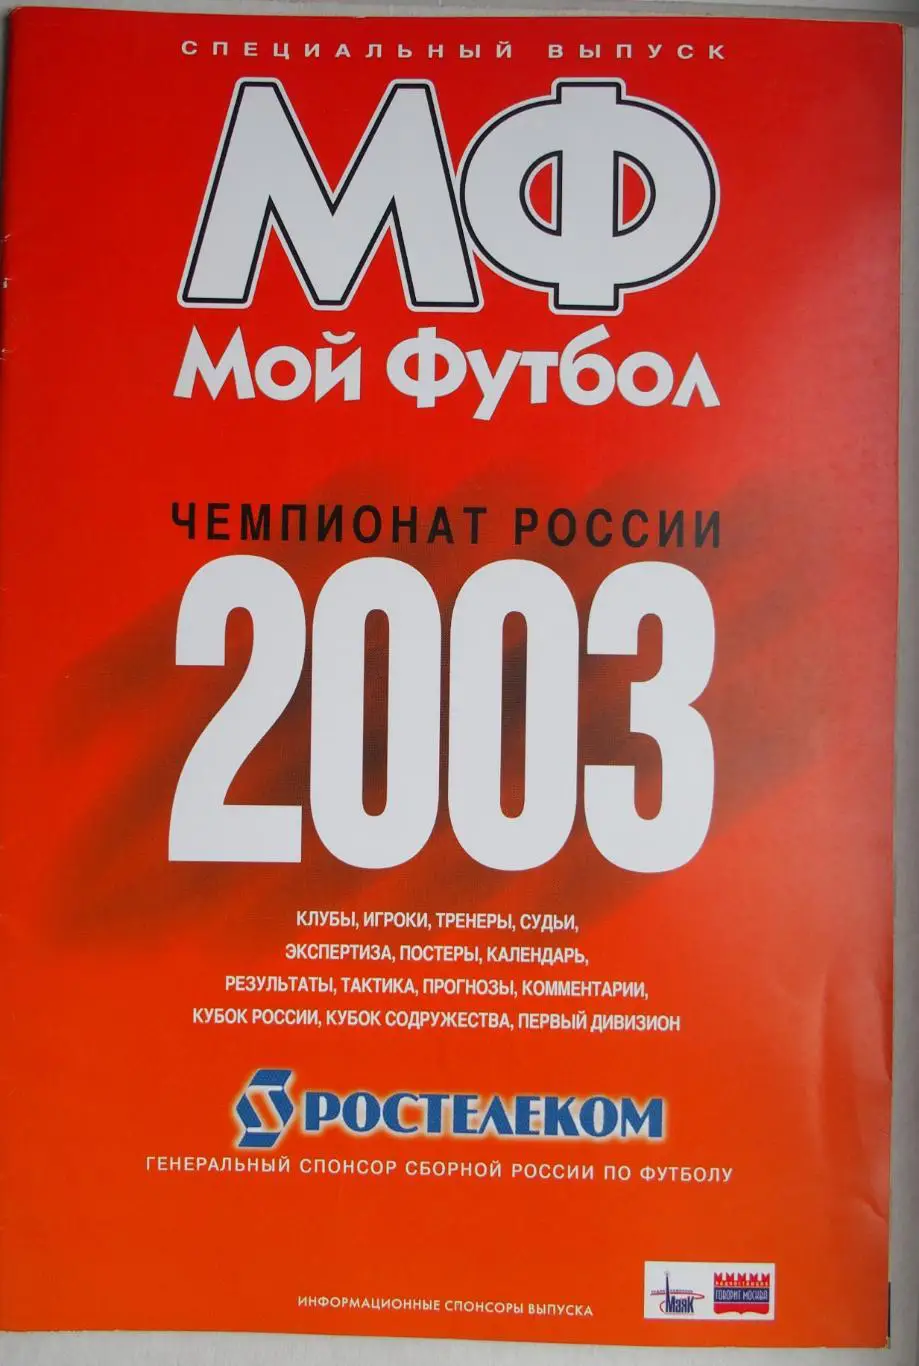 СПЕЦИАЛЬНЫЙ ВЫПУСК
МФ
Мой Футбол
ЧЕМПИОНАТ РОССИИ
2003
КЛУБЫ, ИГРОКИ, ТРЕНЕРЫ, СУДЬИ,
ЭКСПЕРТИЗА, ПОСТЕРЫ, КАЛЕНДАРЬ,
РЕЗУЛЬТАТЫ, ТАКТИКА, ПРОГНОЗЫ, КОММЕНТАРИИ,
КУБОК РОССИИ, КУБОК СОДРУЖЕСТВА, ПЕРВЫЙ ДИВИЗИОН
РОСТЕЛЕКОМ
ГЕНЕРАЛЬНЫЙ СПОНСОР СБОРНОЙ РОССИИ ПО ФУТБОЛУ
ИНФОРМАЦИОННЫЕ СПОНСОРЫ ВЫПУСКА
МАЯК
РАДИОСТАНЦИЯ
ГОВОРИТ МОСКВА